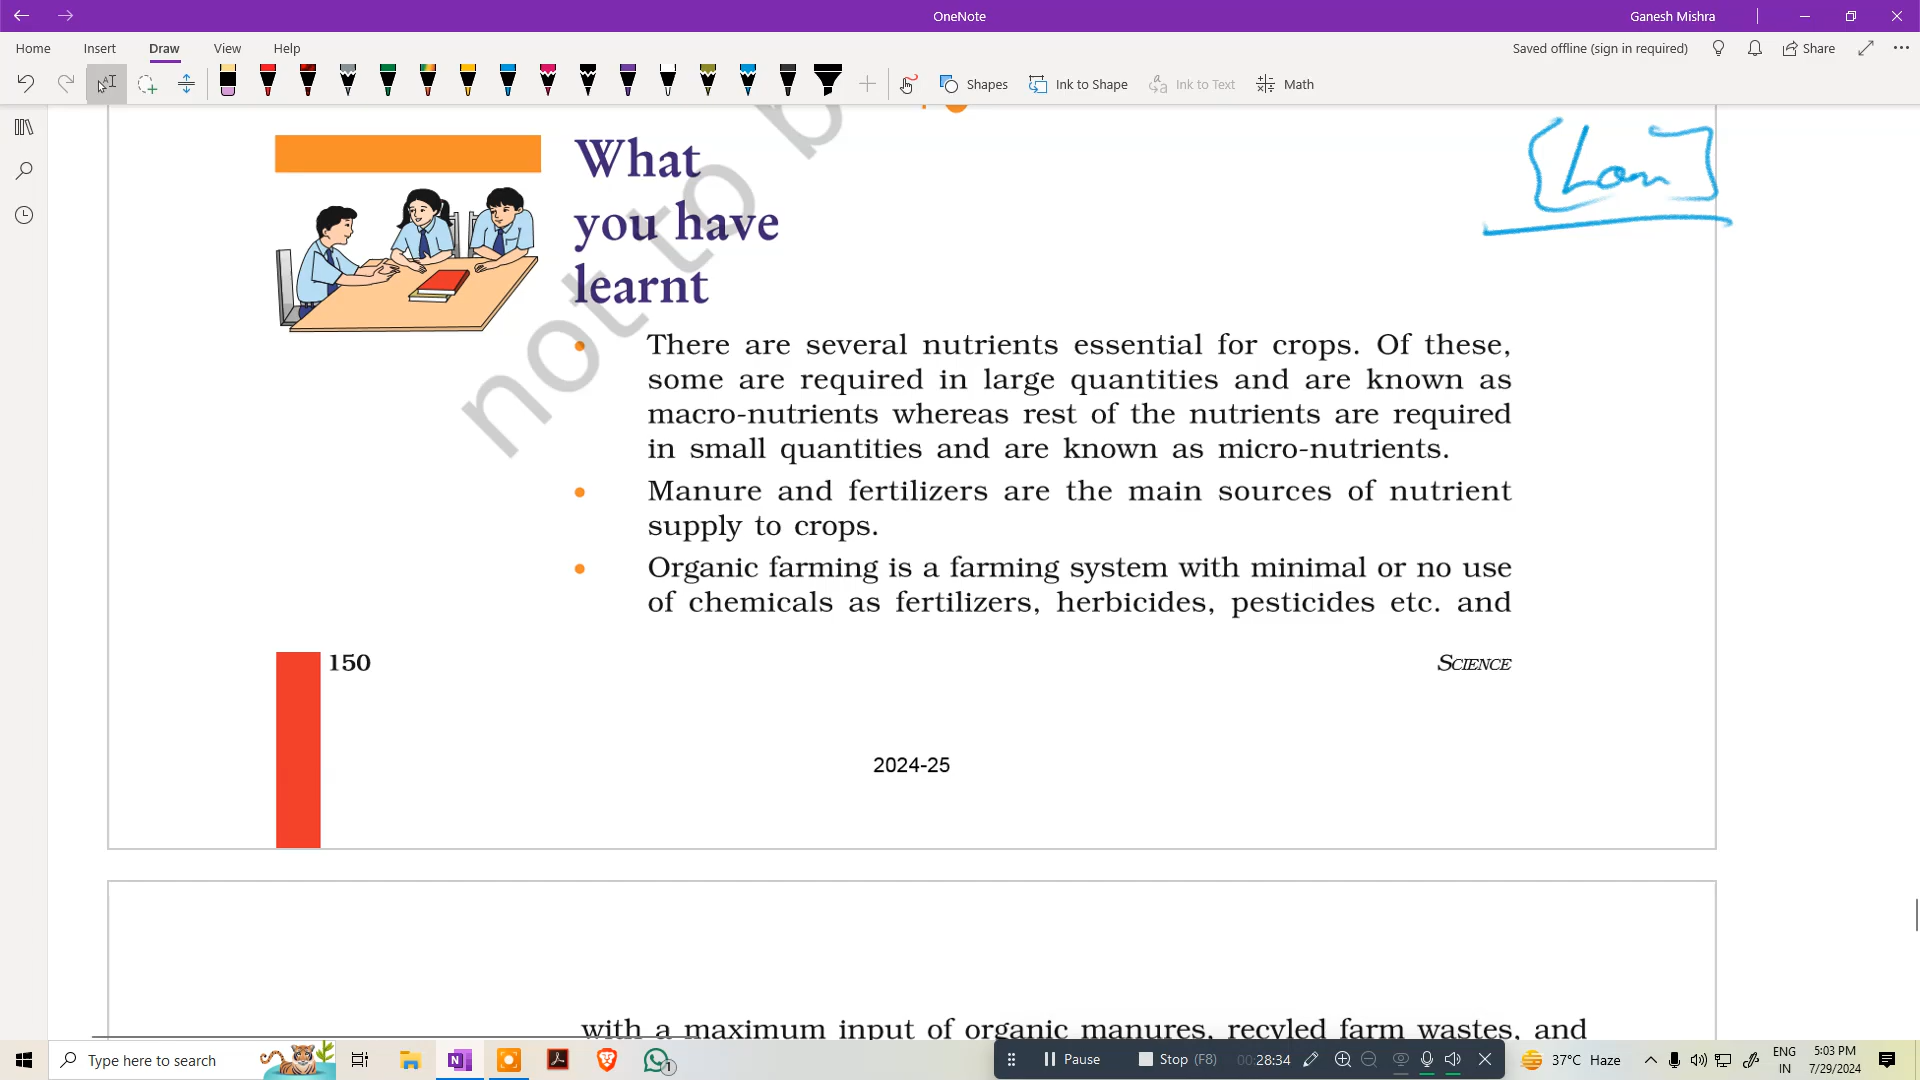 OneNote
Ganesh Mishra
Home Insert Draw View Help
Saved offline (sign in required)
Share
Shapes
Ink to Shape
Ink to Text
Math
What
you have
learnt
not to b
There are several nutrients essential for crops. Of these,
some are required in large quantities and are known as
macro-nutrients whereas rest of the nutrients are required
in small quantities and are known as micro-nutrients.
Manure and fertilizers are the main sources of nutrient
supply to crops.
Organic farming is a farming system with minimal or no use
of chemicals as fertilizers, herbicides, pesticides etc. and
150
SCIENCE
2024-25
with a maximum input of organic manures, recyled farm wastes, and
Type here to search
1
Pause
Stop (F8)
00:28:34
37°C Haze
ENG
IN
5:03 PM
7/29/2024